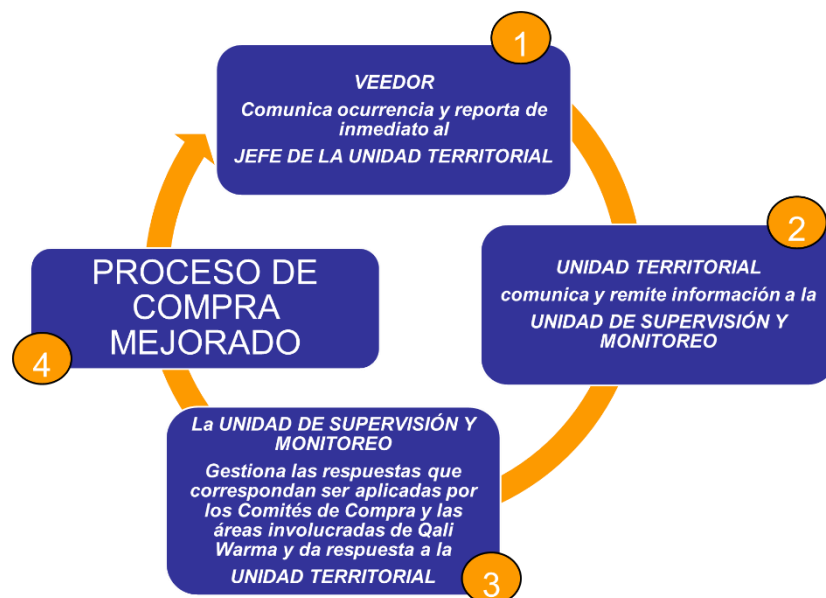 1
VEEDOR
Comunica ocurrencia y reporta de
inmediato al
JEFE DE LA UNIDAD TERRITORIAL
2
UNIDAD TERRITORIAL
comunica y remite información a la
UNIDAD DE SUPERVISIÓN Y
MONITOREO
La UNIDAD DE SUPERVISIÓN Y
MONITOREO
Gestiona las respuestas que
correspondan ser aplicadas por
los Comités de Compra y las
áreas involucradas de Qali
Warma y da respuesta a la
UNIDAD TERRITORIAL
3
PROCESO DE
COMPRA
MEJORADO
4